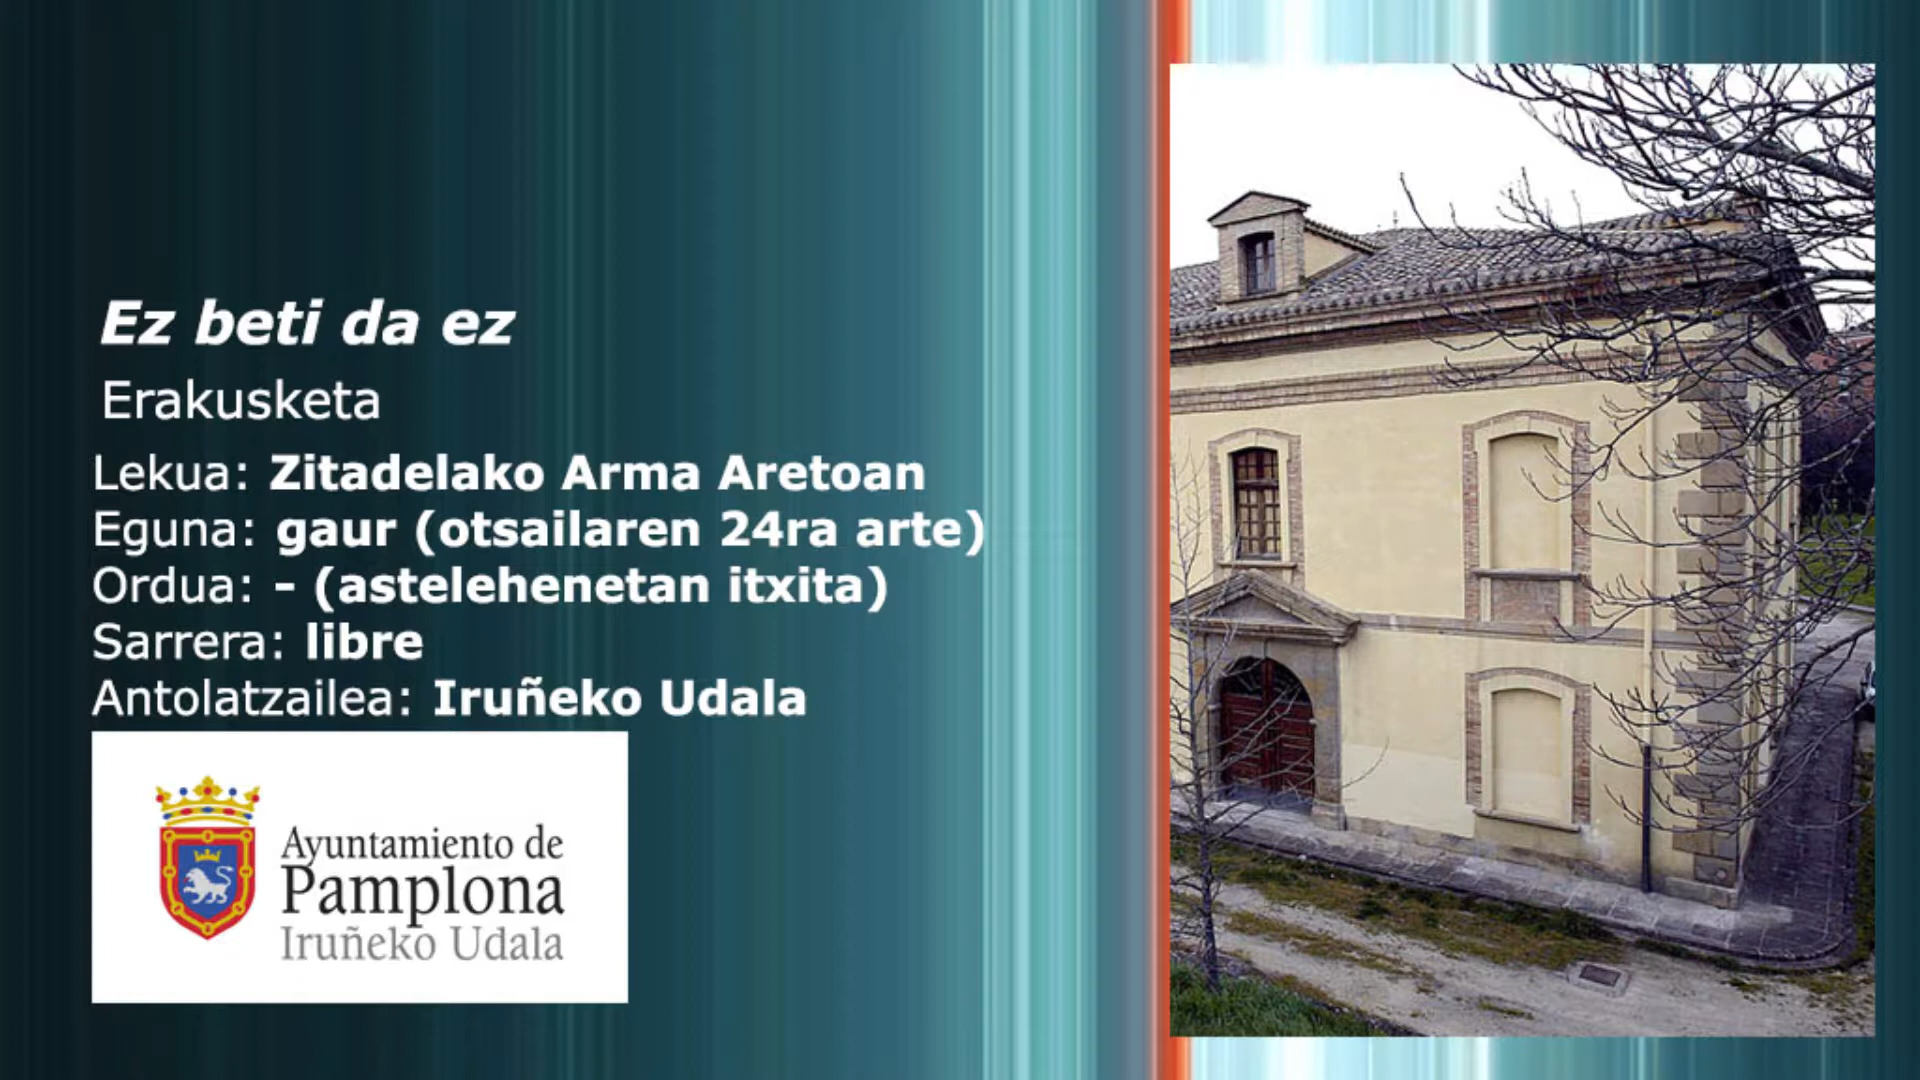 Ez beti da ez
Erakusketa
Lekua: Zitadelako Arma Aretoan
Eguna: gaur (otsailaren 24ra arte)
Ordua: - (astelehenetan itxita)
Sarrera: libre
Antolatzailea: Iruñeko Udala
Ayuntamiento de
Pamplona
Iruñeko Udala